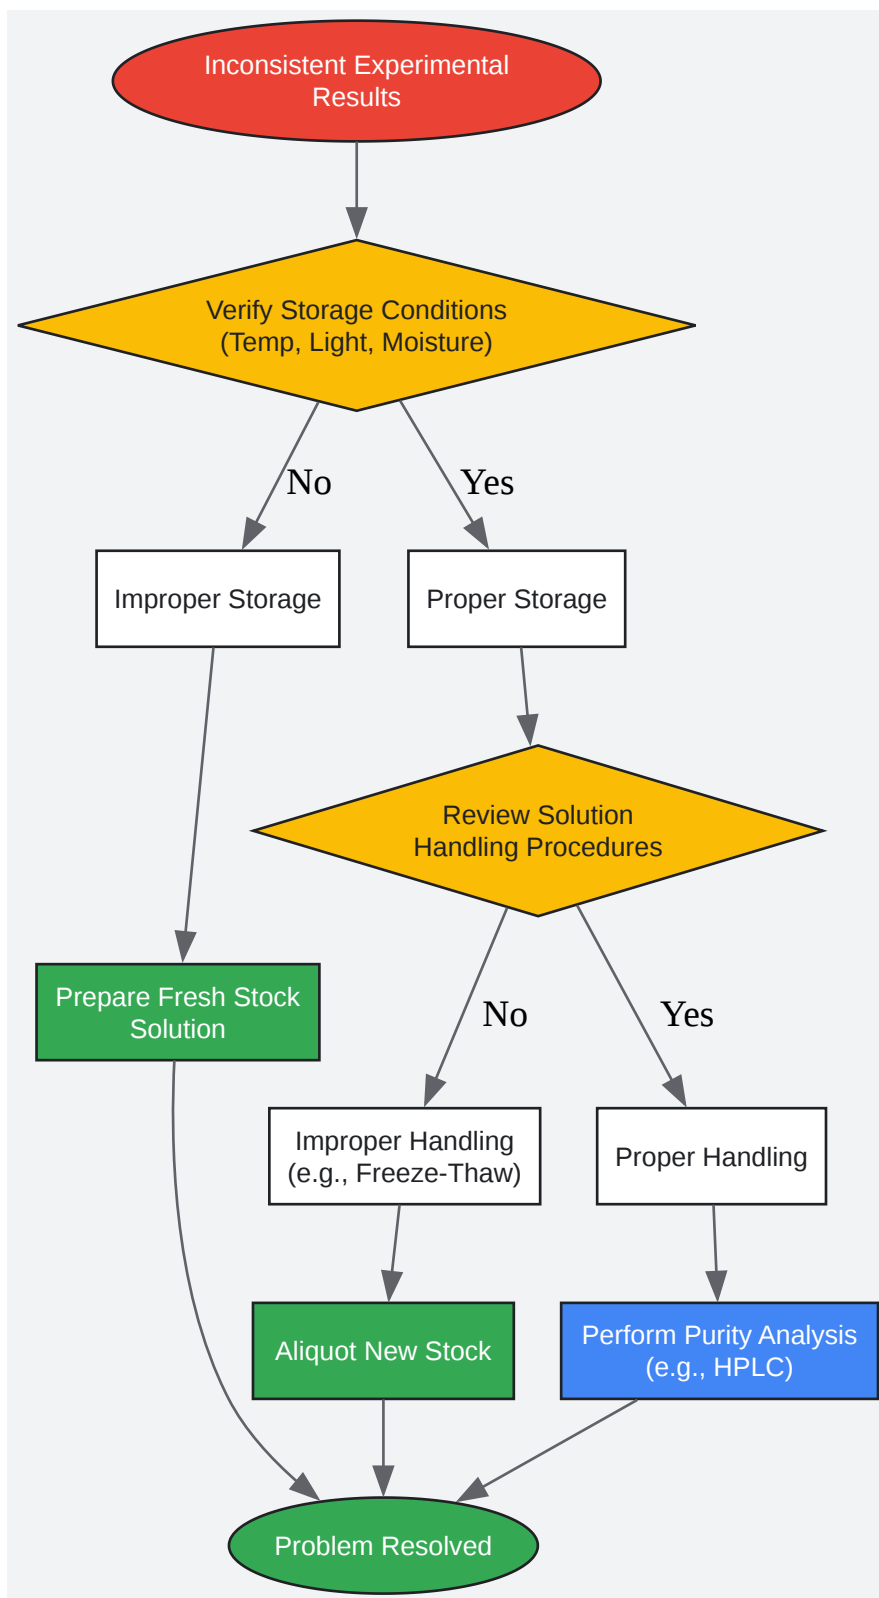 Inconsistent Experimental
Results
Verify Storage Conditions
(Temp, Light, Moisture)
No
Yes
Improper Storage
Proper Storage
Review Solution
Handling Procedures
Prepare Fresh Stock
Solution
No
Yes
Improper Handling
(e.g., Freeze-Thaw)
Proper Handling
Aliquot New Stock
Perform Purity Analysis
(e.g., HPLC)
Problem Resolved